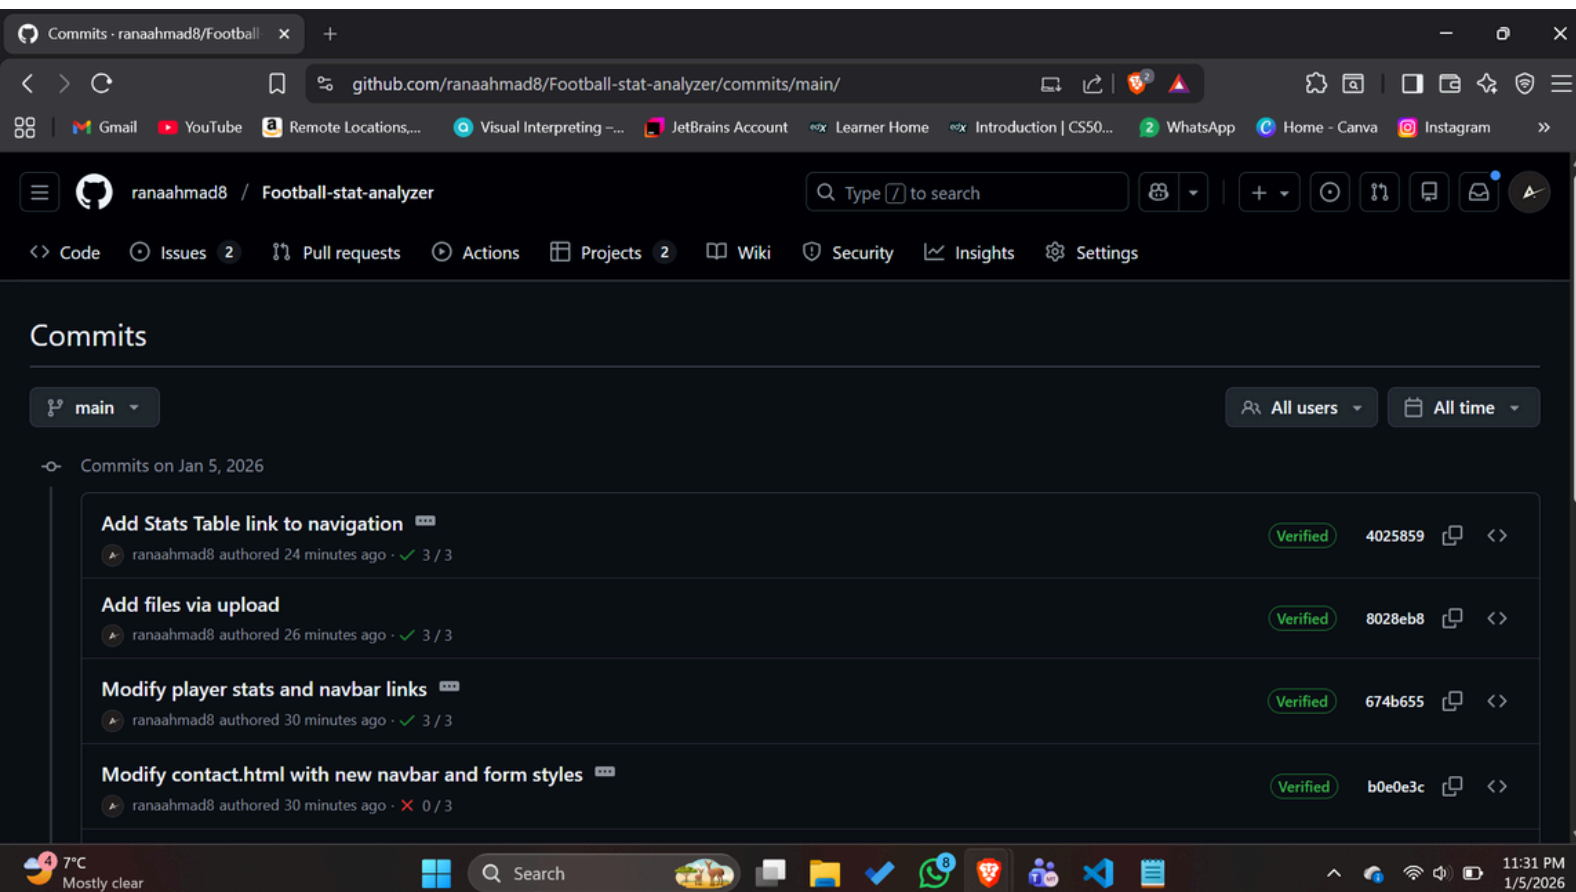 Commits · ranaahmad8/Football
github.com/ranaahmad8/Football-stat-analyzer/commits/main/
2
Gmail
YouTube
Remote Locations,...
Visual Interpreting –...
JetBrains Account
edx Learner Home
edx Introduction | CS50...
2 WhatsApp
Home - Canva
Instagram
ranaahmad8 / Football-stat-analyzer
Type / to search
Code
Issues 2
Pull requests
Actions
Projects 2
Wiki
Security
Insights
Settings
Commits
main
All users
All time
Commits on Jan 5, 2026
Add Stats Table link to navigation
ranaahmad8 authored 24 minutes ago · 3 / 3
Verified 4025859
Add files via upload
ranaahmad8 authored 26 minutes ago · 3 / 3
Verified 8028eb8
Modify player stats and navbar links
ranaahmad8 authored 30 minutes ago · 3 / 3
Verified 674b655
Modify contact.html with new navbar and form styles
ranaahmad8 authored 30 minutes ago · 0 / 3
Verified b0e0e3c
4
7°C
Mostly clear
Search
8
11:31 PM
1/5/2026